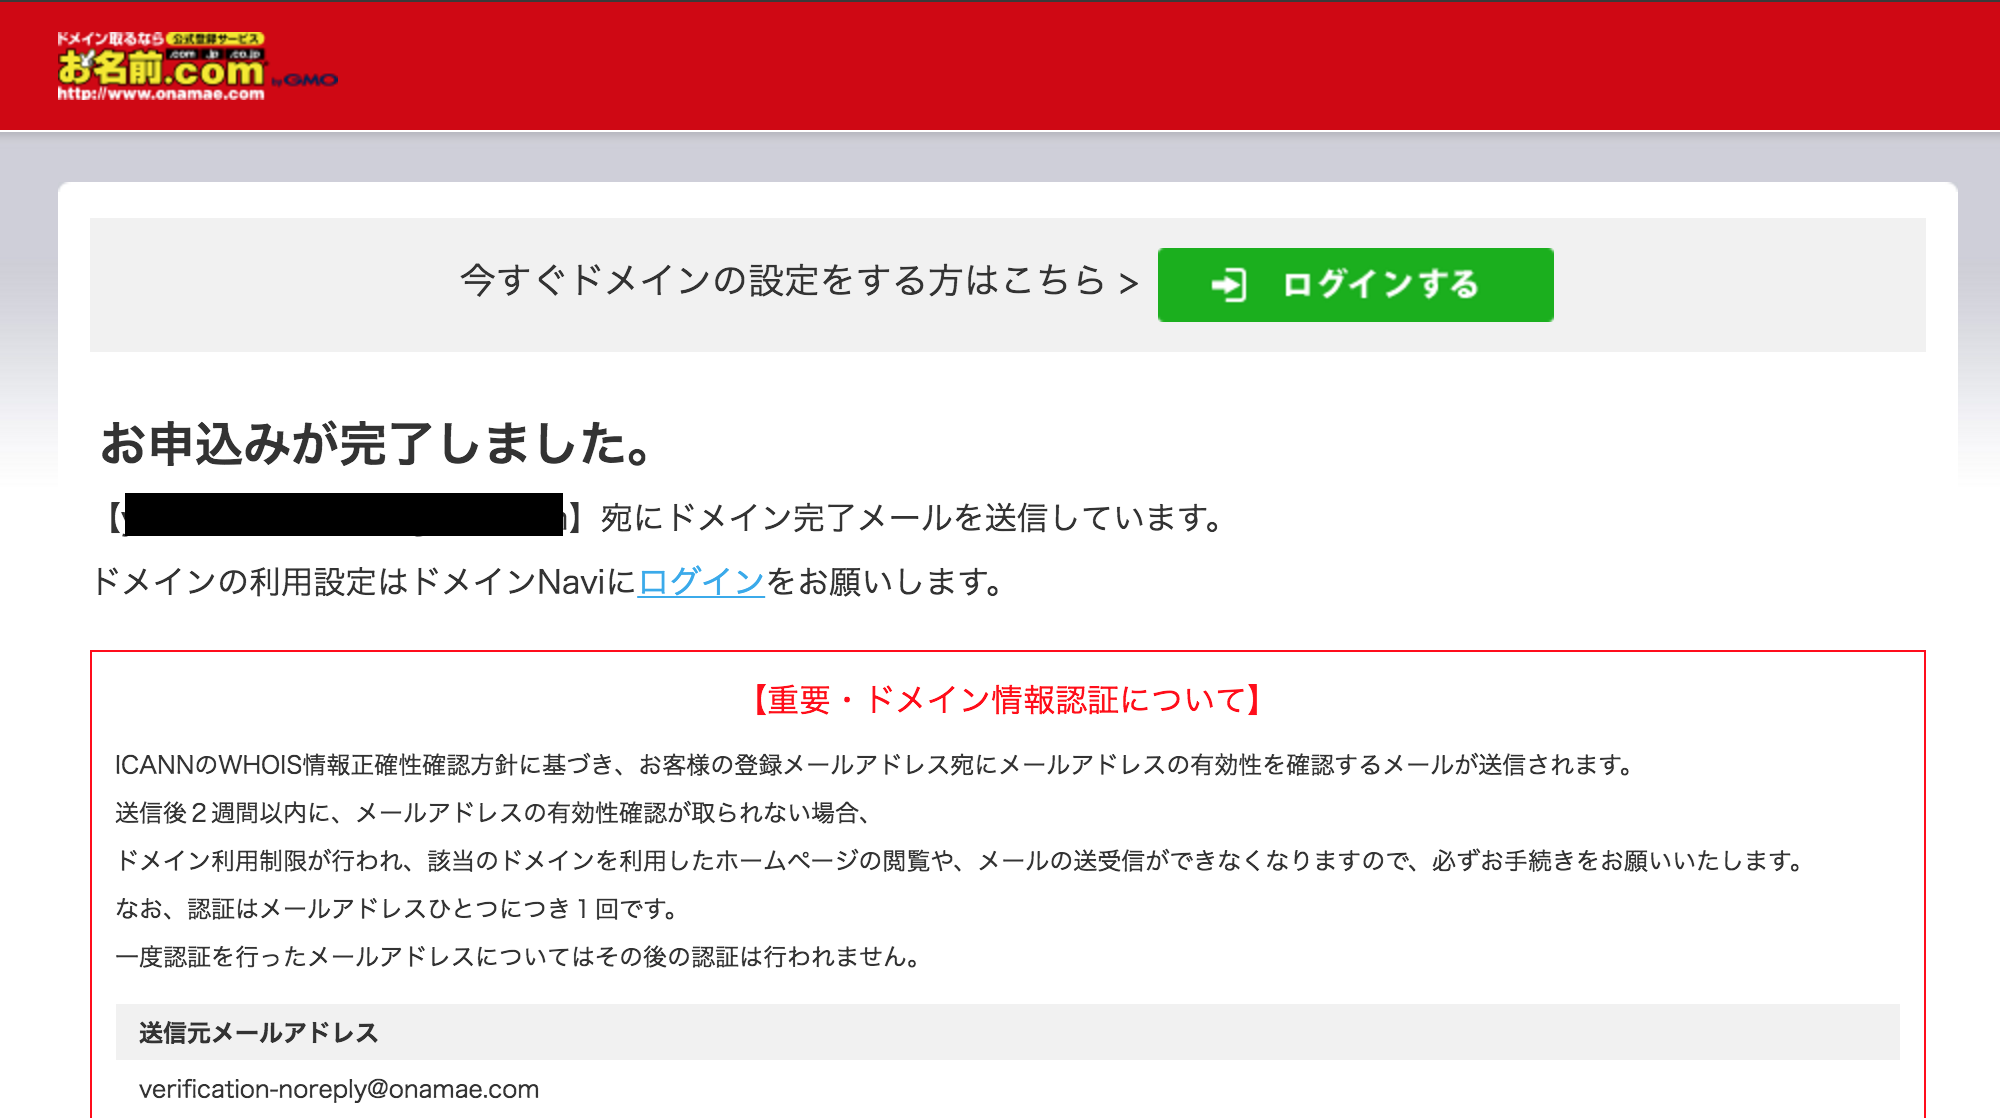 ドメイン取るなら 公式登録サービス
.com .jp .co.jp
お名前.com by GMO
http://www.onamae.com
今すぐドメインの設定をする方はこちら > ログインする
お申込みが完了しました。
【 】宛にドメイン完了メールを送信しています。
ドメインの利用設定はドメインNaviにログインをお願いします。
【重要・ドメイン情報認証について】
ICANNのWHOIS情報正確性確認方針に基づき、お客様の登録メールアドレス宛にメールアドレスの有効性を確認するメールが送信されます。
送信後２週間以内に、メールアドレスの有効性確認が取られない場合、
ドメイン利用制限が行われ、該当のドメインを利用したホームページの閲覧や、メールの送受信ができなくなりますので、必ずお手続きをお願いいたします。
なお、認証はメールアドレスひとつにつき１回です。
一度認証を行ったメールアドレスについてはその後の認証は行われません。
送信元メールアドレス
verification-noreply@onamae.com